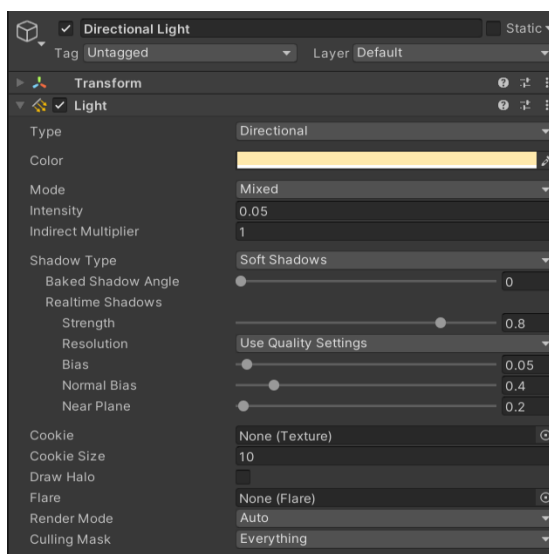 Directional Light Static
Tag Untagged Layer Default
Transform
Light
Type Directional
Color
Mode Mixed
Intensity 0.05
Indirect Multiplier 1
Shadow Type Soft Shadows
Baked Shadow Angle 0
Realtime Shadows
Strength 0.8
Resolution Use Quality Settings
Bias 0.05
Normal Bias 0.4
Near Plane 0.2
Cookie None (Texture)
Cookie Size 10
Draw Halo
Flare None (Flare)
Render Mode Auto
Culling Mask Everything